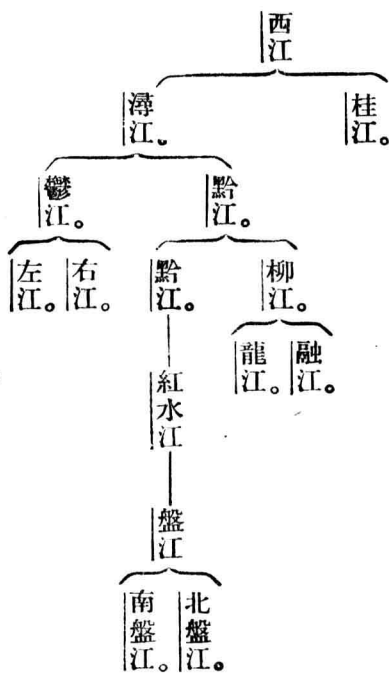 西江
桂江。
潯江。
黔江。
鬱江。
柳江。
黔江。
右江。
左江。
融江。
龍江。
紅水江
盤江
北盤江。
南盤江。